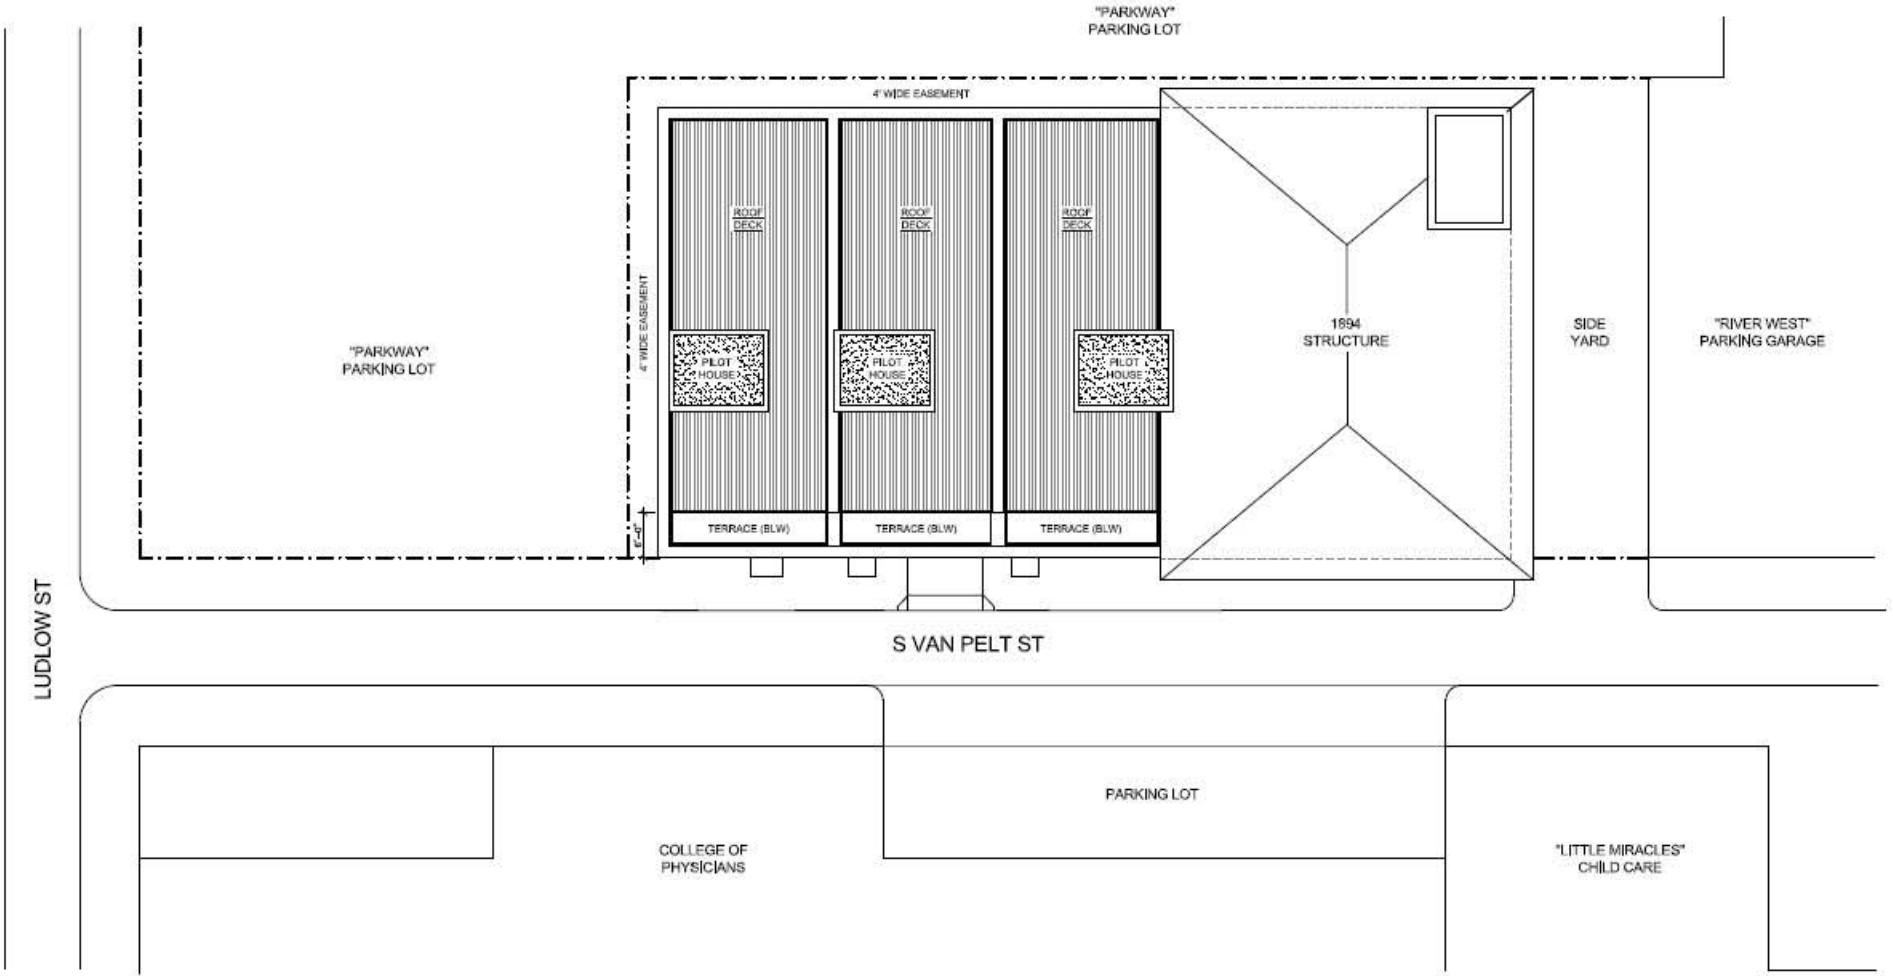 "PARKWAY"
PARKING LOT
4' WIDE EASEMENT
ROOF
DECK
ROOF
DECK
ROOF
DECK
4' WIDE EASEMENT
"PARKWAY"
PARKING LOT
PILOT
HOUSE
PILOT
HOUSE
PILOT
HOUSE
1894
STRUCTURE
SIDE
YARD
"RIVER WEST"
PARKING GARAGE
TERRACE (BLW)
TERRACE (BLW)
TERRACE (BLW)
LUDLOW ST
S VAN PELT ST
PARKING LOT
COLLEGE OF
PHYSICIANS
"LITTLE MIRACLES"
CHILD CARE